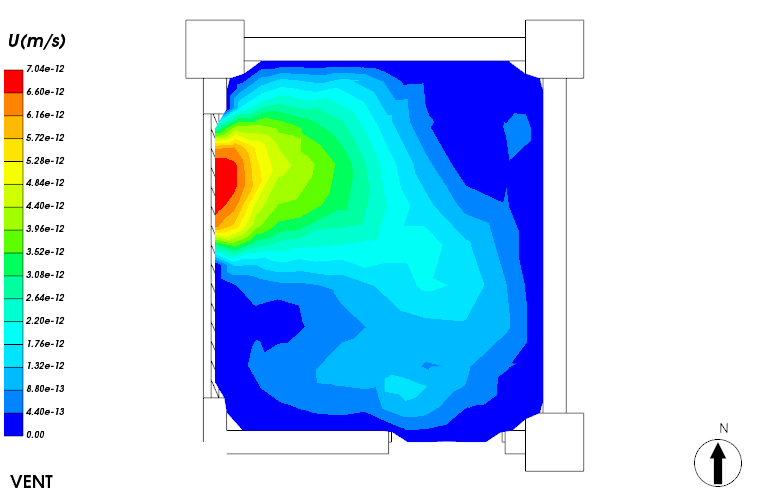 U(m/s)
7.04e-12
6.60e-12
6.16e-12
5.72e-12
5.28e-12
4.84e-12
4.40e-12
3.96e-12
3.52e-12
3.08e-12
2.64e-12
2.20e-12
1.76e-12
1.32e-12
8.80e-13
4.40e-13
0.00
N
VENT